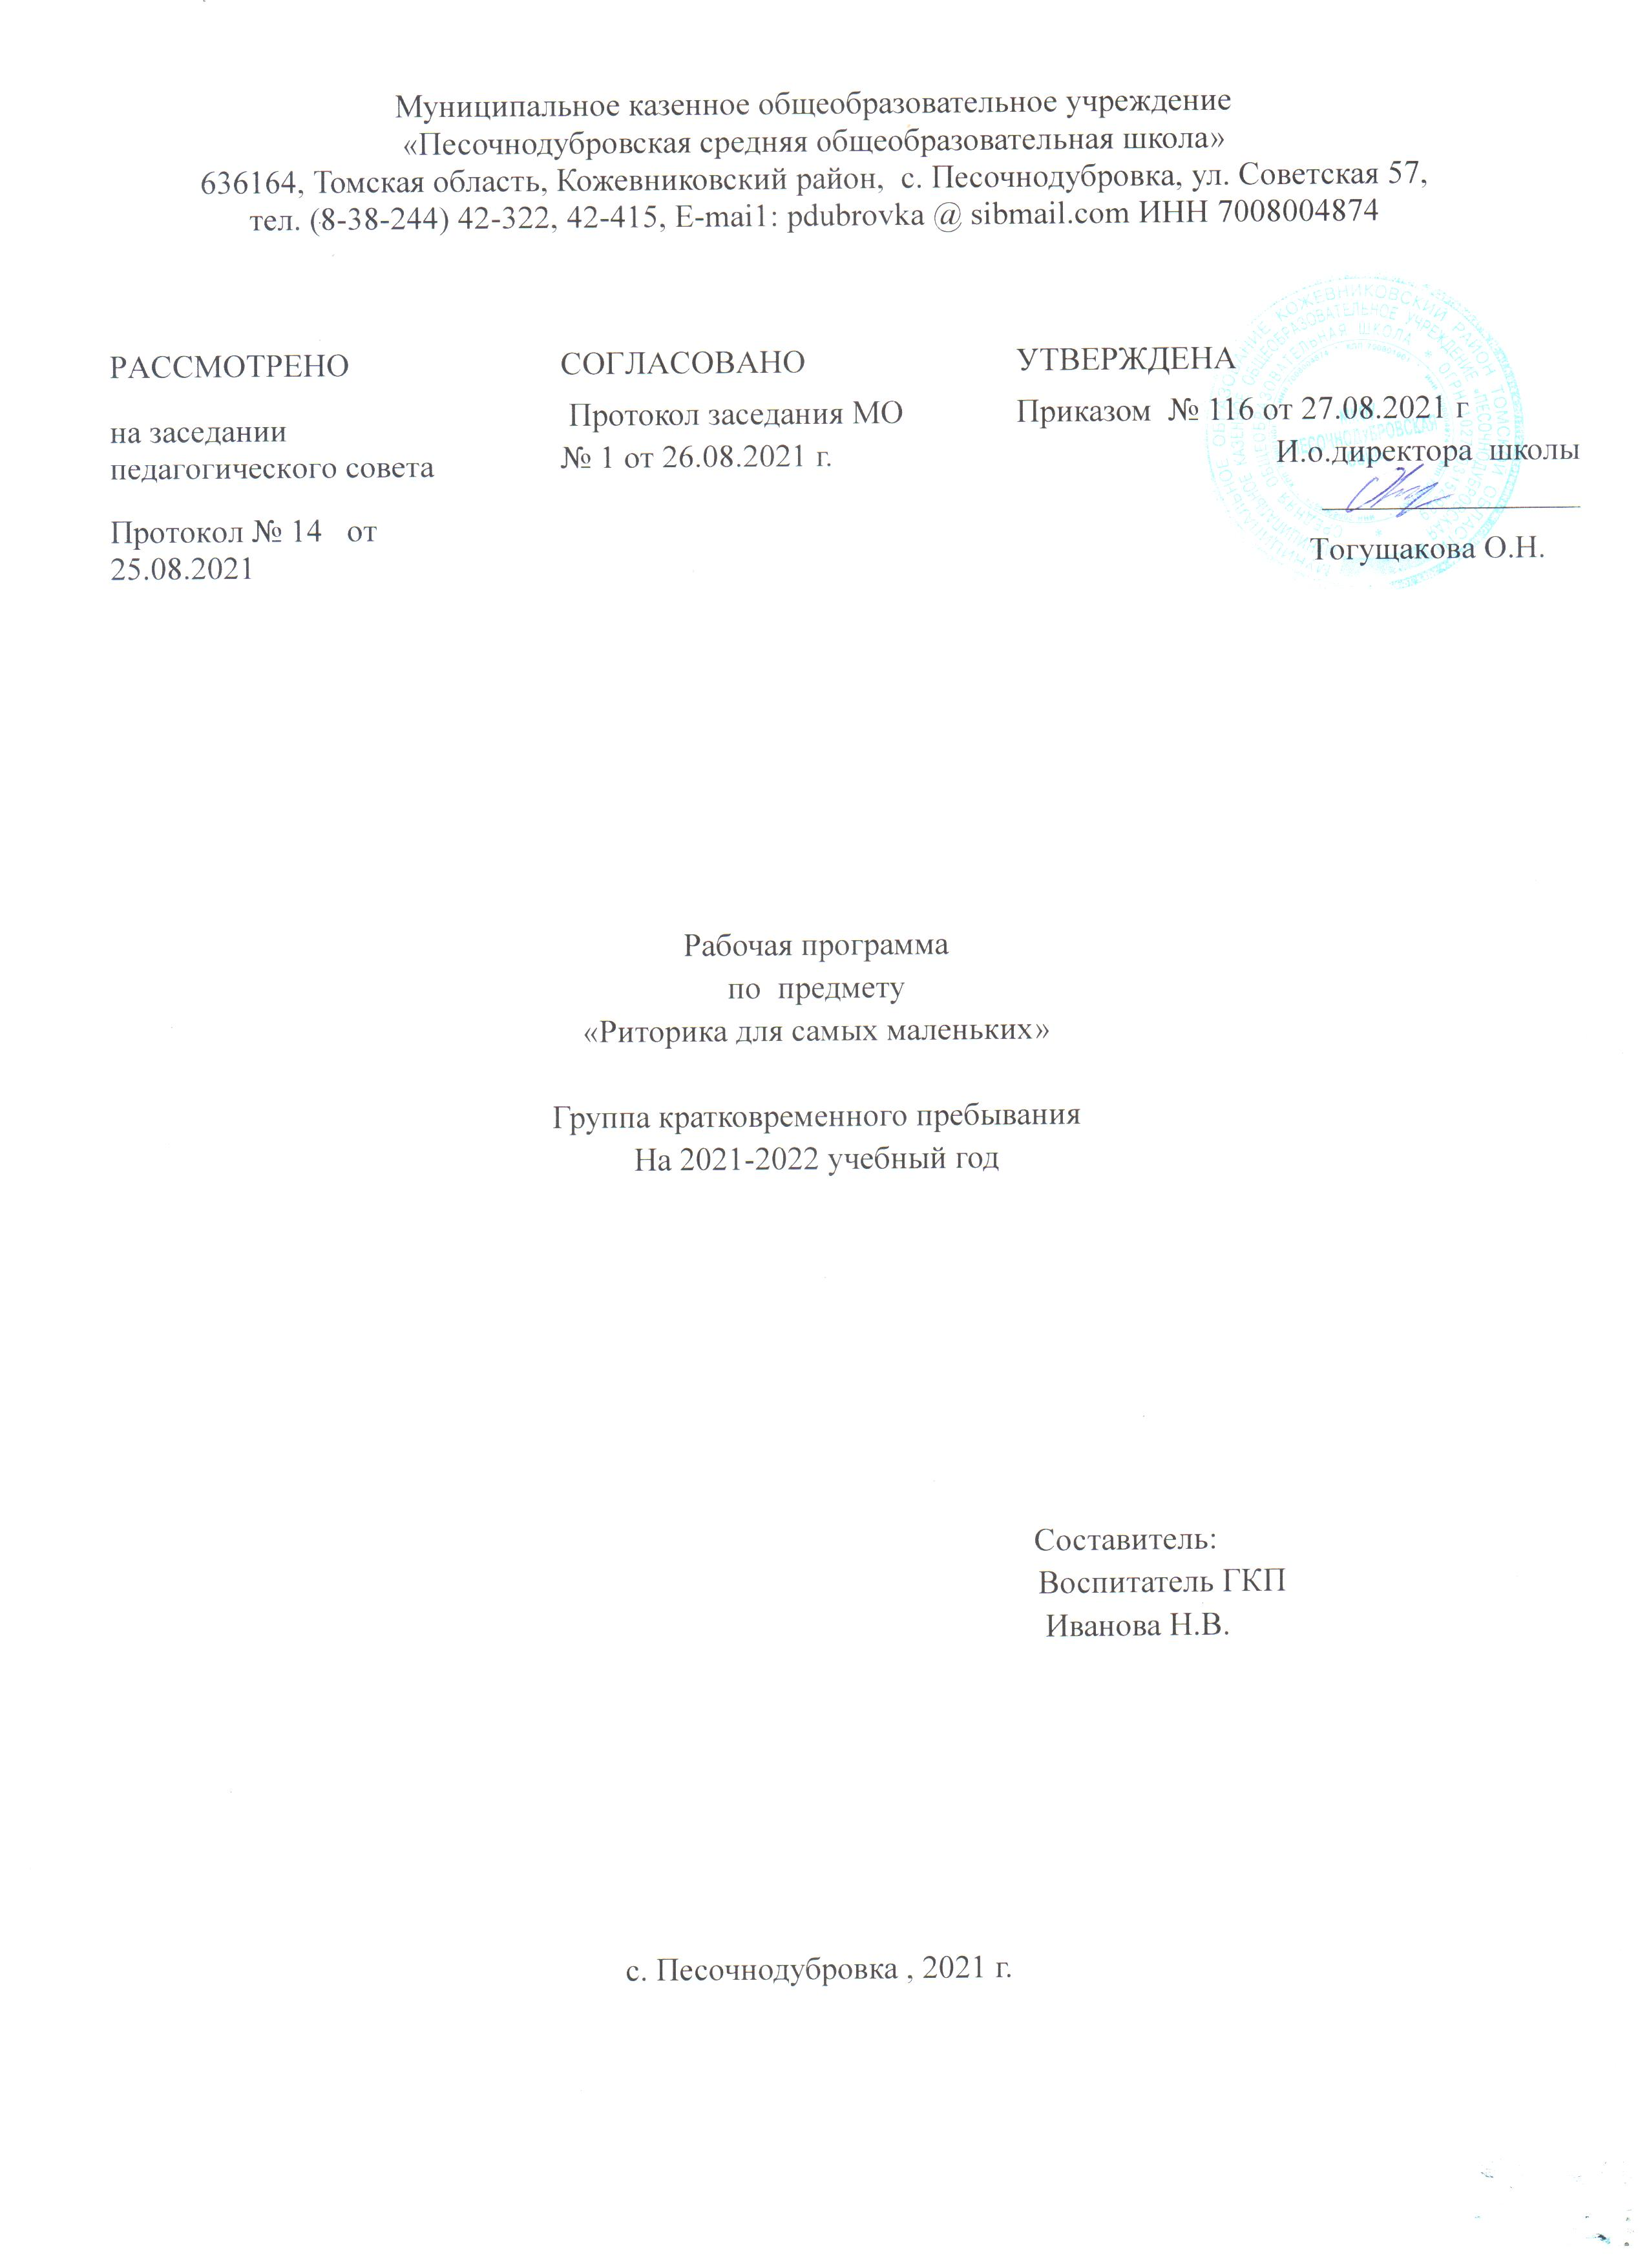 Муниципальное казенное общеобразовательное учреждение
«Песочнодубровская средняя общеобразовательная школа»
636164, Томская область, Кожевниковский район, с. Песочнодубровка, ул. Советская 57,
тел. (8-38-244) 42-322, 42-415, E-mai1: pdubrovka @ sibmail.com ИНН 7008004874
РАССМОТРЕНО
на заседании
педагогического совета
Протокол № 14 от
25.08.2021
СОГЛАСОВАНО
Протокол заседания МО
№ 1 от 26.08.2021 г.
УТВЕРЖДЕНА
Приказом № 116 от 27.08.2021 г
И.о.директора школы
Тогущакова О.Н.
Рабочая программа
по предмету
«Риторика для самых маленьких»
Группа кратковременного пребывания
На 2021-2022 учебный год
Составитель:
Воспитатель ГКП
Иванова Н.В.
с. Песочнодубровка , 2021 г.